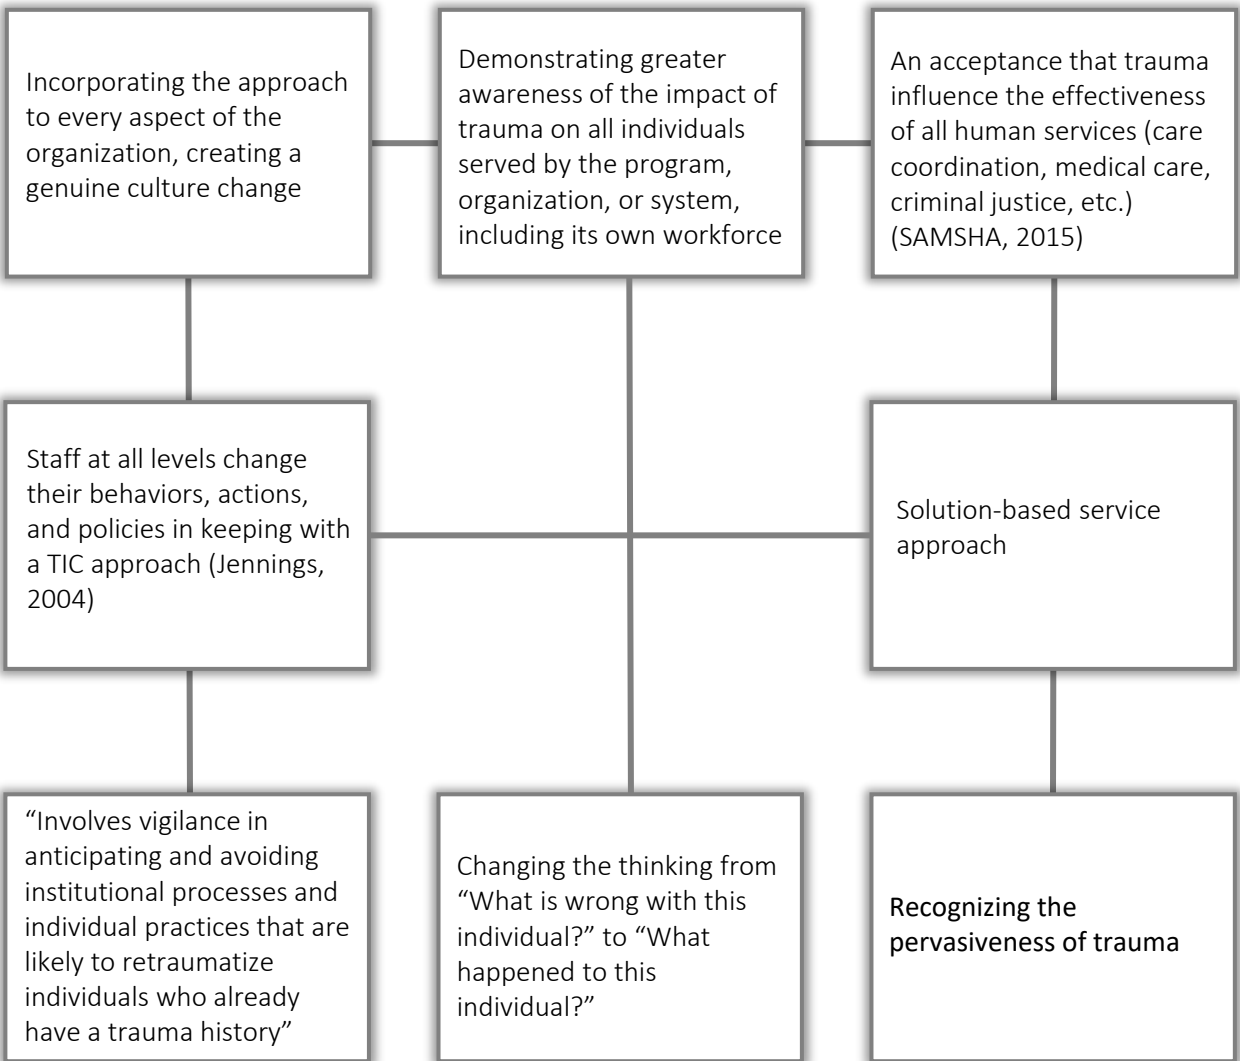 Incorporating the approach
to every aspect of the
organization, creating a
genuine culture change
Demonstrating greater
awareness of the impact of
trauma on all individuals
served by the program,
organization, or system,
including its own workforce
An acceptance that trauma
influence the effectiveness
of all human services (care
coordination, medical care,
criminal justice, etc.)
(SAMSHA, 2015)
Staff at all levels change
their behaviors, actions,
and policies in keeping with
a TIC approach (Jennings,
2004)
Solution-based service
approach
“Involves vigilance in
anticipating and avoiding
institutional processes and
individual practices that are
likely to retraumatize
individuals who already
have a trauma history”
Changing the thinking from
“What is wrong with this
individual?” to “What
happened to this
individual?”
Recognizing the
pervasiveness of trauma